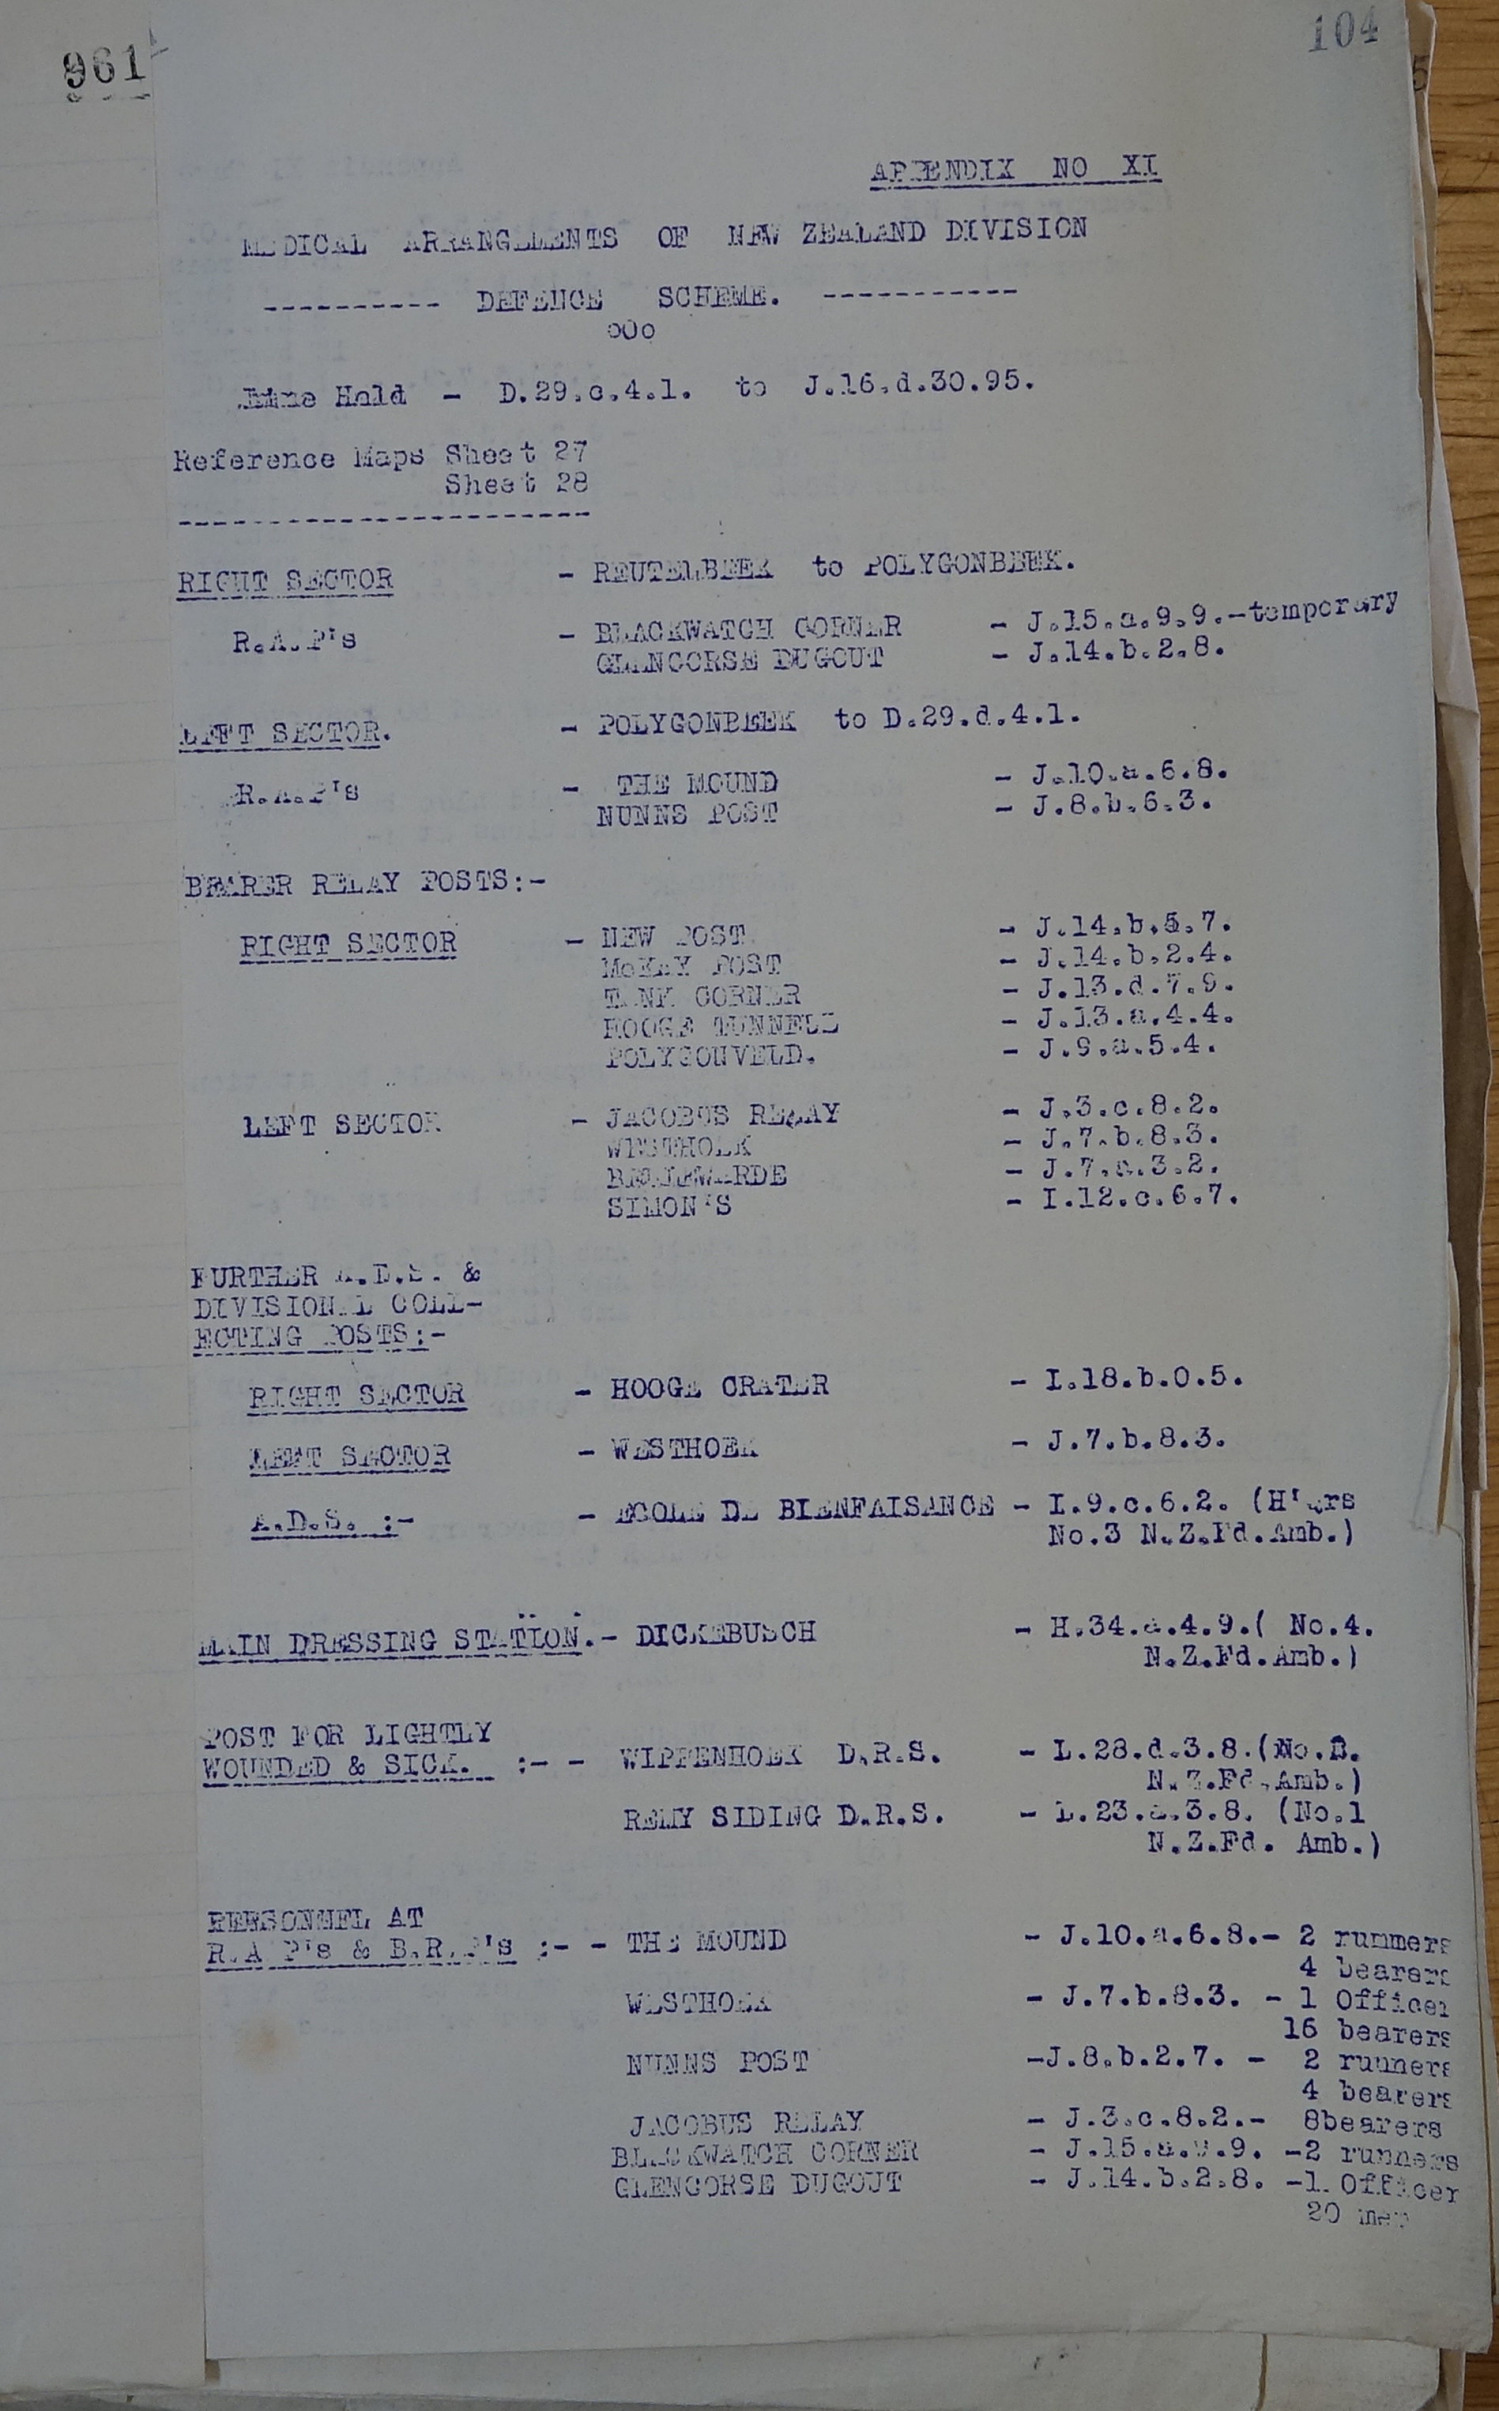 961
104
APPENDIX NO XI
MEDICAL ARRANGEMENTS OF NEW ZEALAND DIVISION
---------- DEFENCE SCHEME. -----------
oOo
Line Held - D.29.c.4.1. to J.16.d.30.95.
Reference Maps Sheet 27
Sheet 28
-----------------------
RIGHT SECTOR - REUTELBEEK to POLYGONBEEK.
R.A.P's - BLACKWATCH CORNER - J.15.a.9.9.-temporary
GLENCORSE DUGOUT - J.14.b.2.8.
LEFT SECTOR. - POLYGONBEEK to D.29.d.4.1.
R.A.P's - THE MOUND - J.10.a.6.8.
NUNNS POST - J.8.b.6.3.
BEARER RELAY POSTS:-
RIGHT SECTOR - NEW POST. - J.14.b.5.7.
McKAY POST - J.14.b.2.4.
TANK CORNER - J.13.d.7.9.
HOOGE TUNNELL - J.13.a.4.4.
POLYGONVELD. - J.9.a.5.4.
LEFT SECTOR - JACOBUS RELAY - J.3.c.8.2.
WESTHOEK - J.7.b.8.3.
BELLEWARDE - J.7.a.3.2.
SIMON'S - I.12.c.6.7.
FURTHER A.D.S. &
DIVISIONAL COLL-
ECTING POSTS:-
RIGHT SECTOR - HOOGE CRATER - I.18.b.0.5.
LEFT SECTOR - WESTHOEK - J.7.b.8.3.
A.D.S. :- - ECOLE DE BIENFAISANCE - I.9.c.6.2. (H'qrs
No.3 N.Z.Fd.Amb.)
MAIN DRESSING STATION.- DICKEBUSCH - H.34.a.4.9.( No.4.
N.Z.Fd.Amb.)
POST FOR LIGHTLY
WOUNDED & SICK. :- - WIPPENHOEK D.R.S. - L.28.d.3.8.(No.
N.Z.Fd.Amb.)
REMY SIDING D.R.S. - L.23.a.3.8. (No.1
N.Z.Fd. Amb.)
PERSONNEL AT
R.A P's & B.R.P's :- - THE MOUND - J.10.a.6.8.- 2 runmers
4 bearers
WESTHOEK - J.7.b.8.3. - 1 Officer
16 bearers
NUNNS POST -J.8.b.2.7. - 2 runners
4 bearers
JACOBUS RELAY - J.3.c.8.2.- 8bearers
BLACKWATCH CORNER - J.15.a.9.9. -2 runners
GLENCORSE DUGOUT - J.14.b.2.8. -1. Officer
20 men